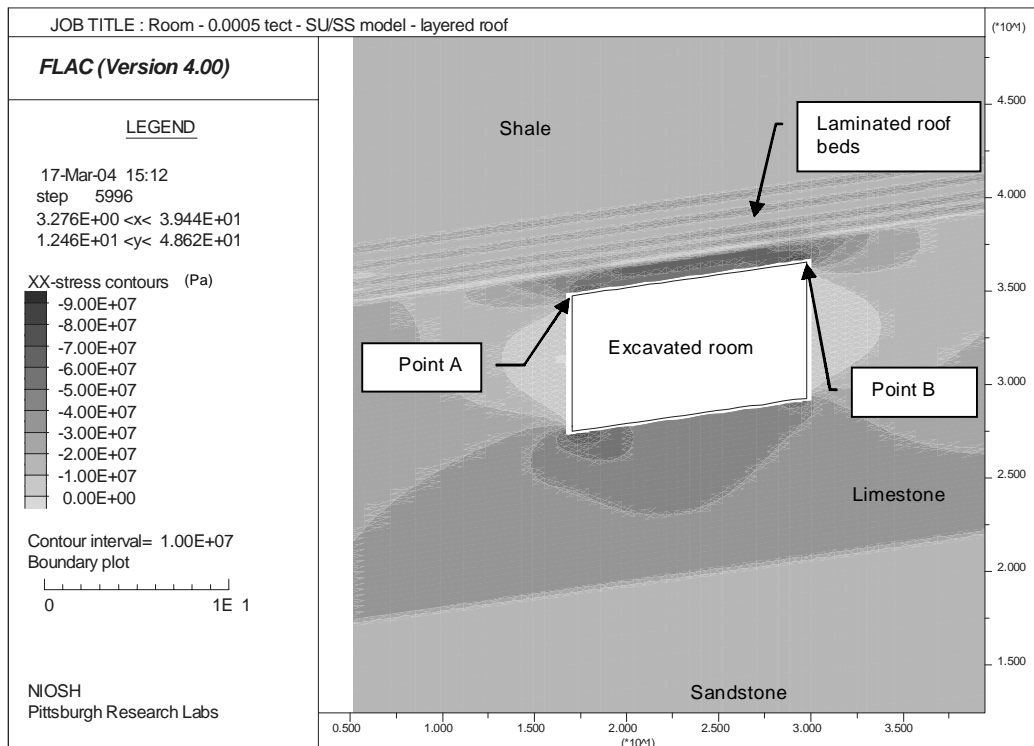 JOB TITLE : Room - 0.0005 tect - SU/SS model - layered roof
FLAC (Version 4.00)
LEGEND
17-Mar-04 15:12
step 5996
3.276E+00 <x< 3.944E+01
1.246E+01 <y< 4.862E+01
XX-stress contours (Pa)
-9.00E+07
-8.00E+07
-7.00E+07
-6.00E+07
-5.00E+07
-4.00E+07
-3.00E+07
-2.00E+07
-1.00E+07
0.00E+00
Contour interval= 1.00E+07
Boundary plot
0 1E 1
NIOSH
Pittsburgh Research Labs
Shale
Laminated roof
beds
Point A
Excavated room
Point B
Limestone
Sandstone
(*10^1)
4.500
4.000
3.500
3.000
2.500
2.000
1.500
0.500 1.000 1.500 2.000 2.500 3.000 3.500
(*10^1)